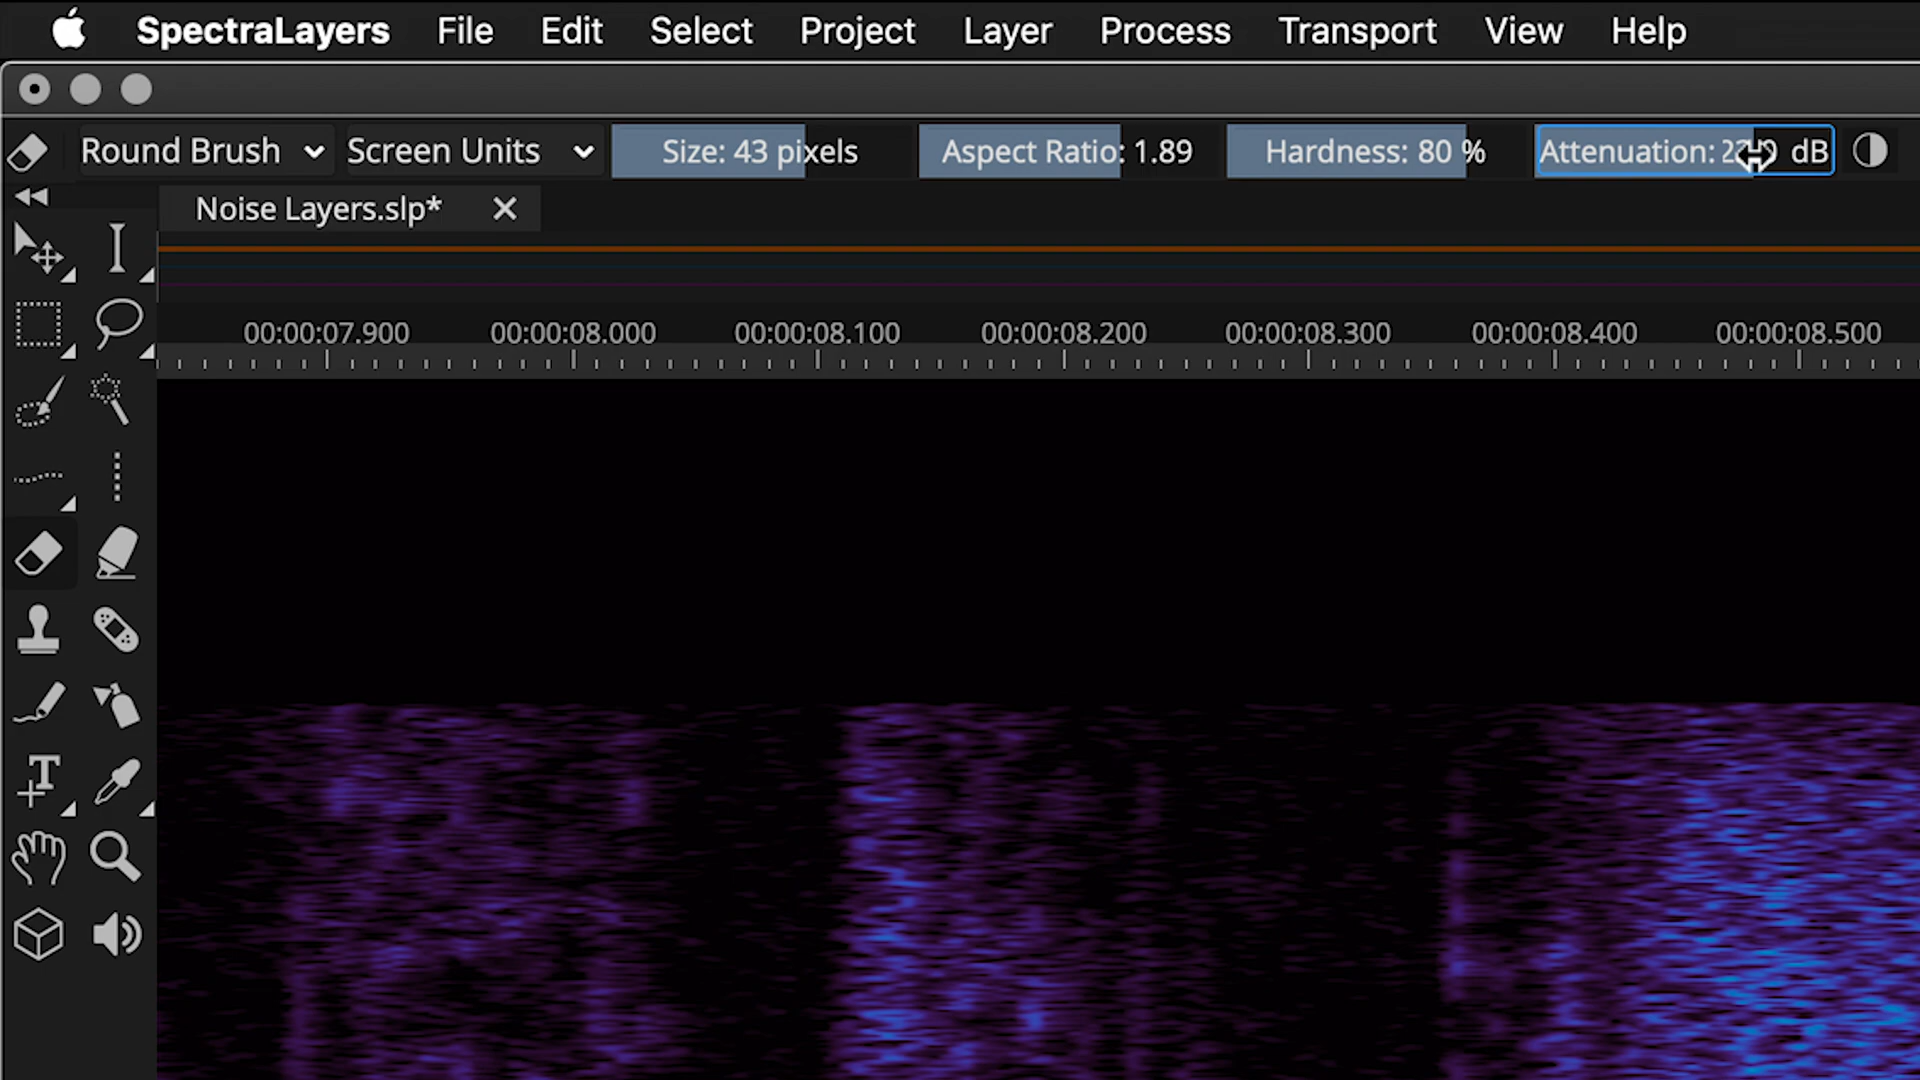 SpectraLayers File Edit Select Project Layer Process Transport View Help
Round Brush Screen Units Size: 43 pixels Aspect Ratio: 1.89 Hardness: 80 % Attenuation: dB
Noise Layers.slp*
00:00:07.900 00:00:08.000 00:00:08.100 00:00:08.200 00:00:08.300 00:00:08.400 00:00:08.500